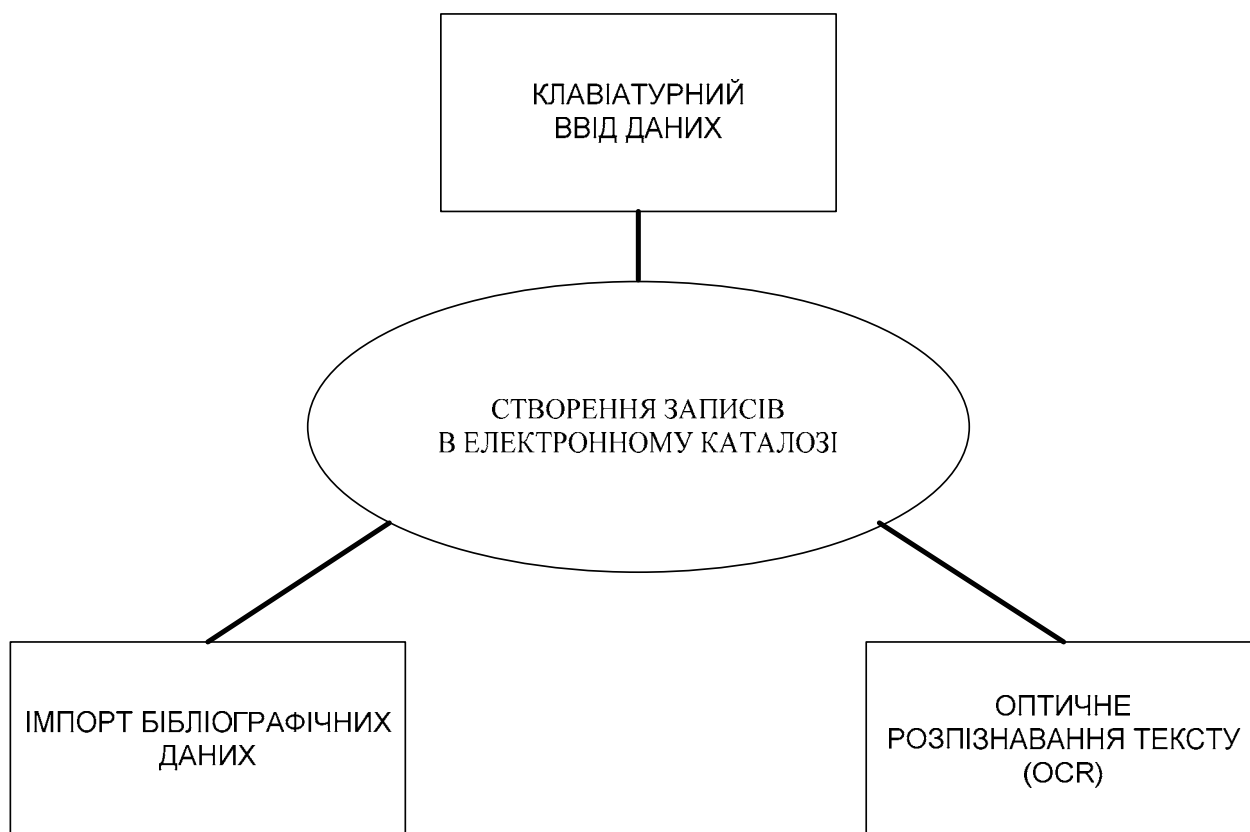 КЛАВІАТУРНИЙ
ВВІД ДАНИХ
СТВОРЕННЯ ЗАПИСІВ
В ЕЛЕКТРОННОМУ КАТАЛОЗІ
ІМПОРТ БІБЛІОГРАФІЧНИХ
ДАНИХ
ОПТИЧНЕ
РОЗПІЗНАВАННЯ ТЕКСТУ
(OCR)